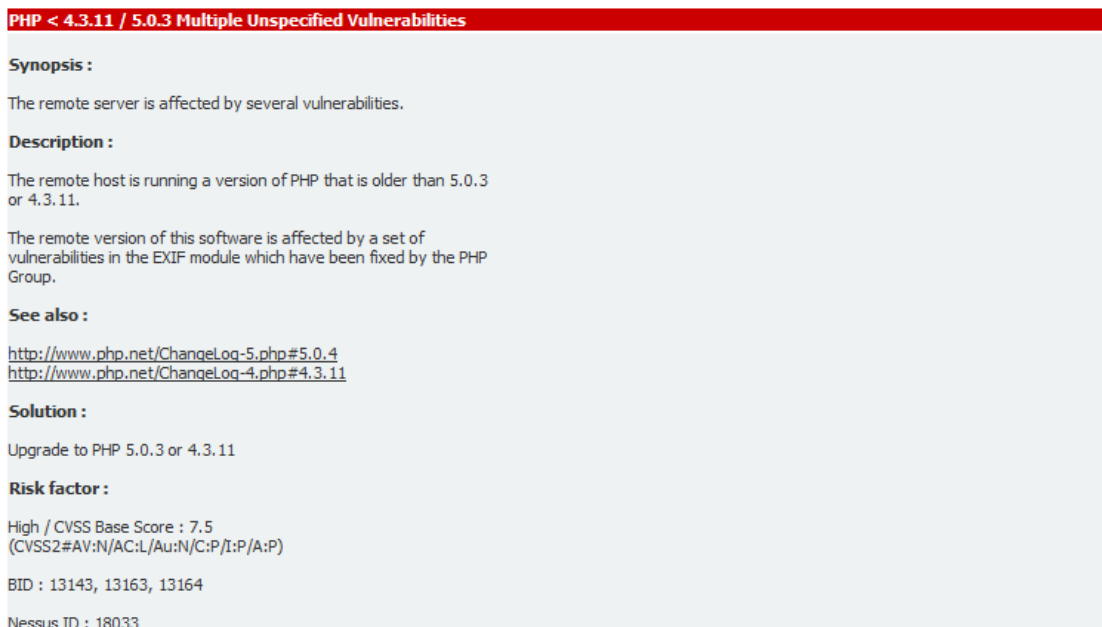 PHP < 4.3.11 / 5.0.3 Multiple Unspecified Vulnerabilities
Synopsis :
The remote server is affected by several vulnerabilities.
Description :
The remote host is running a version of PHP that is older than 5.0.3
or 4.3.11.
The remote version of this software is affected by a set of
vulnerabilities in the EXIF module which have been fixed by the PHP
Group.
See also :
http://www.php.net/ChangeLog-5.php#5.0.4
http://www.php.net/ChangeLog-4.php#4.3.11
Solution :
Upgrade to PHP 5.0.3 or 4.3.11
Risk factor :
High / CVSS Base Score : 7.5
(CVSS2#AV:N/AC:L/Au:N/C:P/I:P/A:P)
BID : 13143, 13163, 13164
Nessus ID : 18033